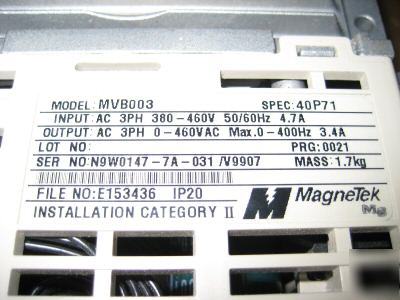 MODEL: MVB003 SPEC: 40P71
INPUT: AC 3PH 380-460V 50/60Hz 4.7A
OUTPUT: AC 3PH 0-460VAC Max.0-400Hz 3.4A
LOT NO: PRG: 0021
SER NO: N9W0147-7A-031 /V9907 MASS: 1.7kg
FILE NO: E153436 IP20
INSTALLATION CATEGORY II
MagneTek